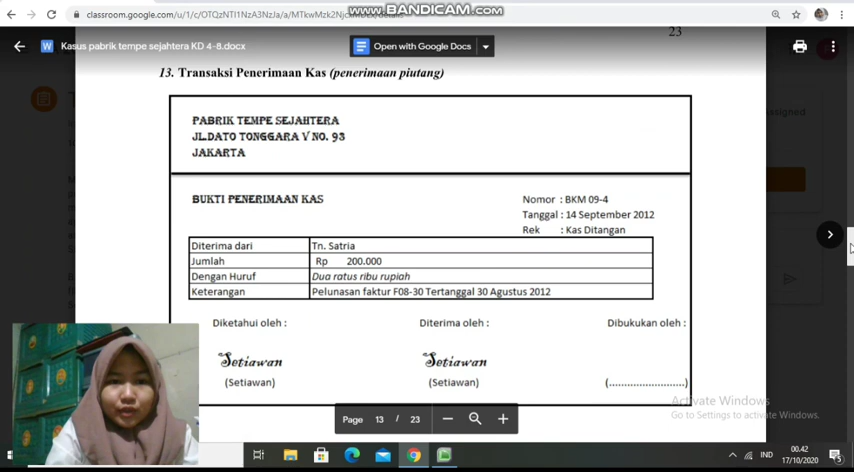 classroom.google.com/u/1/c/OTQzNTI1NzA3NzJa/a/
WWW.BANDICAM.COM
23
Kasus pabrik tempe sejahtera KD 4-8.docx
Open with Google Docs
13. Transaksi Penerimaan Kas (penerimaan piutang)
assigned
PABRIK TEMPE SEJAHTERA
JL.DATO TONGGARA V NO. 93
JAKARTA
BUKTI PENERIMAAN KAS
Nomor : BKM 09-4
Tanggal : 14 September 2012
Rek : Kas Ditangan
Diterima dari Tn. Satria
Jumlah Rp 200.000
Dengan Huruf Dua ratus ribu rupiah
Keterangan Pelunasan faktur F08-30 Tertanggal 30 Agustus 2012
Diketahui oleh : Diterima oleh : Dibukukan oleh :
Setiawan Setiawan
(Setiawan) (Setiawan) (.........................)
Activate Windows
Go to Settings to activate Windows.
Page 13 / 23
IND
00.42
17/10/2020
5